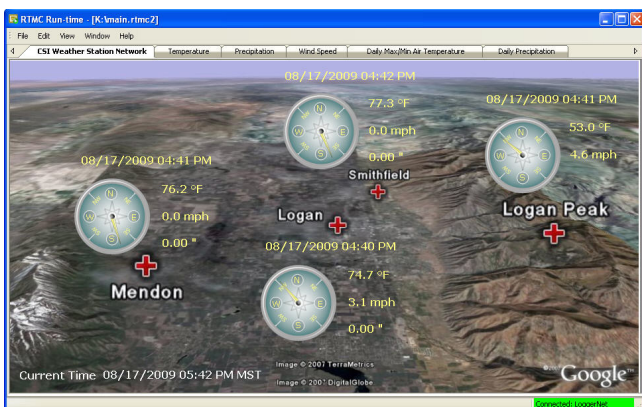 RTMC Run-time - [K:\main.rtmc2]
File Edit View Window Help
CSI Weather Station Network Temperature Precipitation Wind Speed Daily Max/Min Air Temperature Daily Precipitation
08/17/2009 04:42 PM
N
W E
S
77.3 °F
0.0 mph
0.00 "
Smithfield
08/17/2009 04:41 PM
N
W E
S
53.0 °F
4.6 mph
Logan Peak
08/17/2009 04:41 PM
N
W E
S
76.2 °F
0.0 mph
0.00 "
Mendon
Logan
08/17/2009 04:40 PM
N
W E
S
74.7 °F
3.1 mph
0.00 "
Image © 2007 TerraMetrics
Image © 2007 DigitalGlobe
Google
Current Time 08/17/2009 05:42 PM MST
Connected: LoggerNet